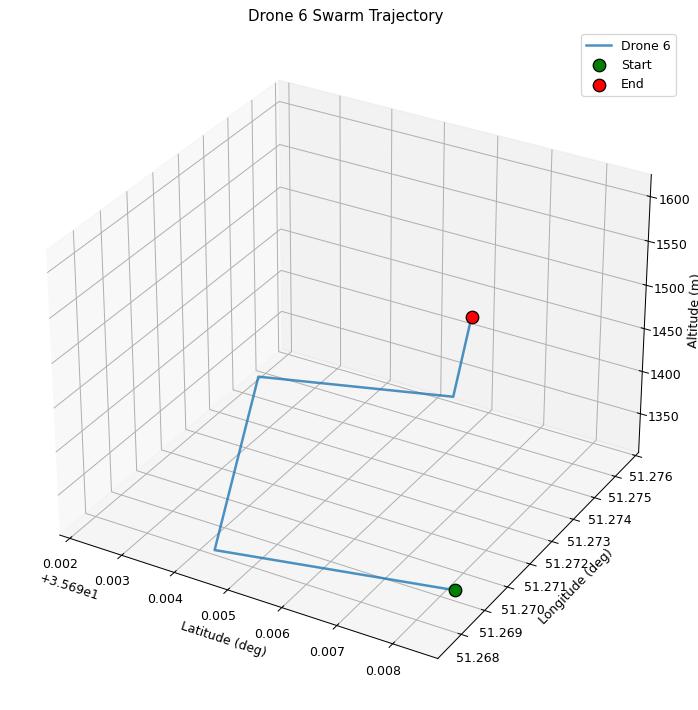 Drone 6 Swarm Trajectory
Drone 6
Start
End
1600
1550
1500
1450
1400
1350
Altitude (m)
51.276
51.275
51.274
51.273
51.272
51.271
51.270
51.269
51.268
Longitude (deg)
0.002
0.003
0.004
0.005
0.006
0.007
0.008
+3.569e1
Latitude (deg)